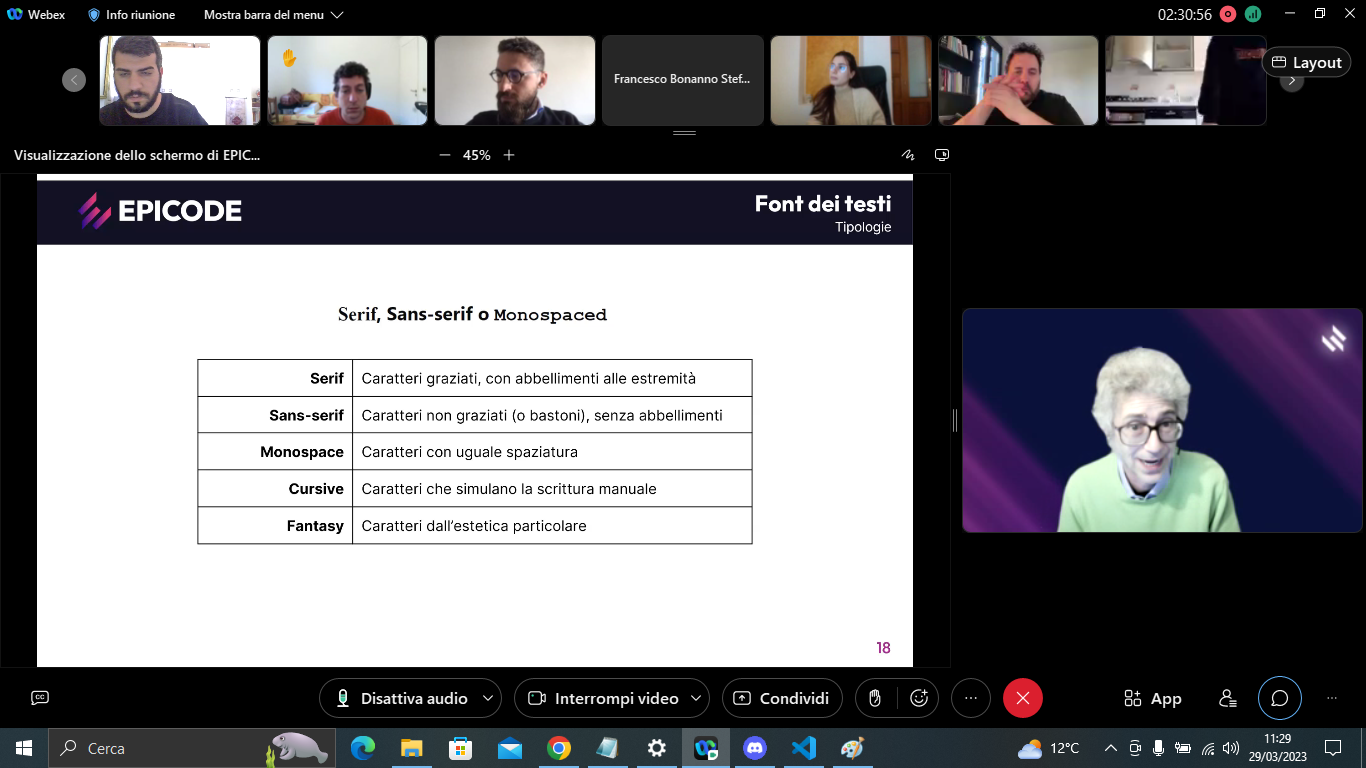 Webex
Info riunione
Mostra barra del menu
02:30:56
Francesco Bonanno Stef...
Layout
Visualizzazione dello schermo di EPIC...
45%
EPICODE
Font dei testi
Tipologie
Serif, Sans-serif o Monospaced
Serif Caratteri graziati, con abbellimenti alle estremità
Sans-serif Caratteri non graziati (o bastoni), senza abbellimenti
Monospace Caratteri con uguale spaziatura
Cursive Caratteri che simulano la scrittura manuale
Fantasy Caratteri dall’estetica particolare
18
CC
Disattiva audio
Interrompi video
Condividi
App
Cerca
12°C
11:29
29/03/2023